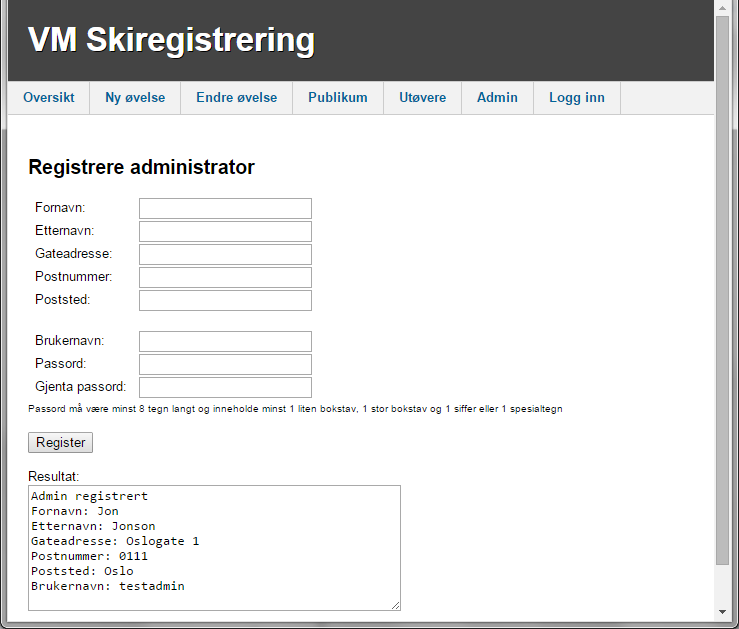 VM Skiregistrering
Oversikt Ny øvelse Endre øvelse Publikum Utøvere Admin Logg inn
Registrere administrator
Fornavn:
Etternavn:
Gateadresse:
Postnummer:
Poststed:
Brukernavn:
Passord:
Gjenta passord:
Passord må være minst 8 tegn langt og inneholde minst 1 liten bokstav, 1 stor bokstav og 1 siffer eller 1 spesialtegn
Register
Resultat:
Admin registrert
Fornavn: Jon
Etternavn: Jonson
Gateadresse: Oslogate 1
Postnummer: 0111
Poststed: Oslo
Brukernavn: testadmin